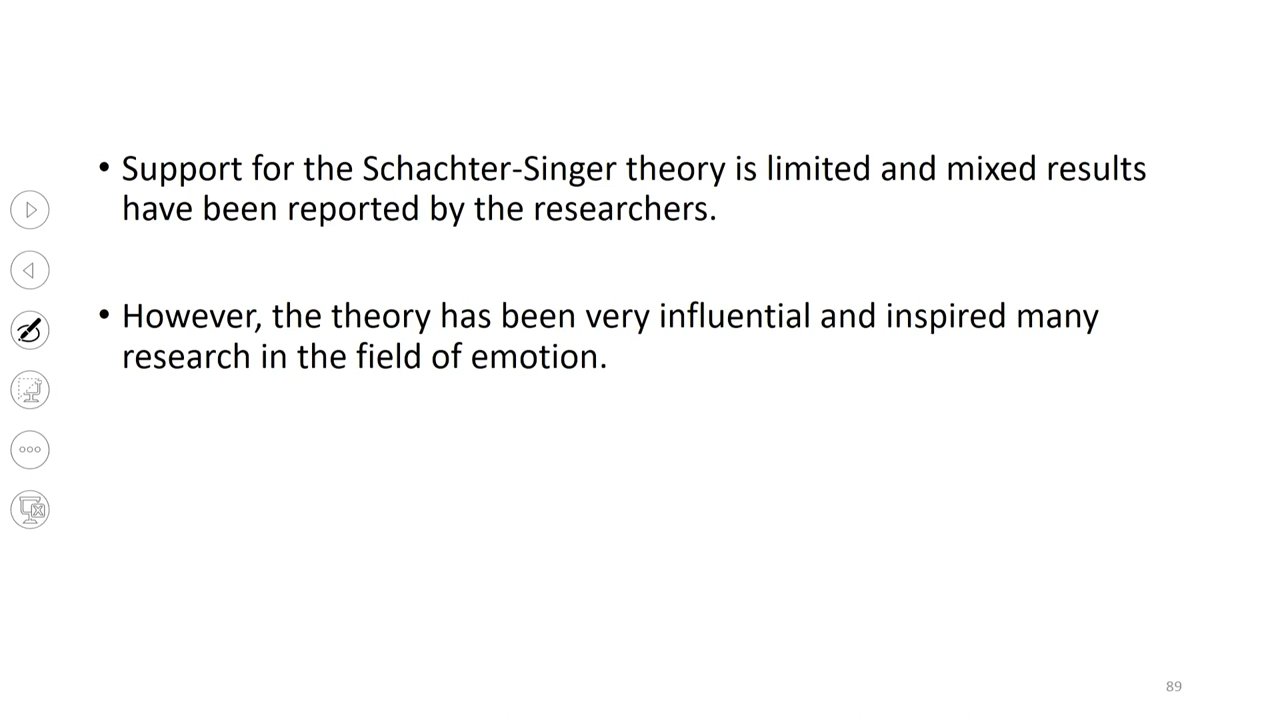 • Support for the Schachter-Singer theory is limited and mixed results
have been reported by the researchers.
• However, the theory has been very influential and inspired many
research in the field of emotion.
89